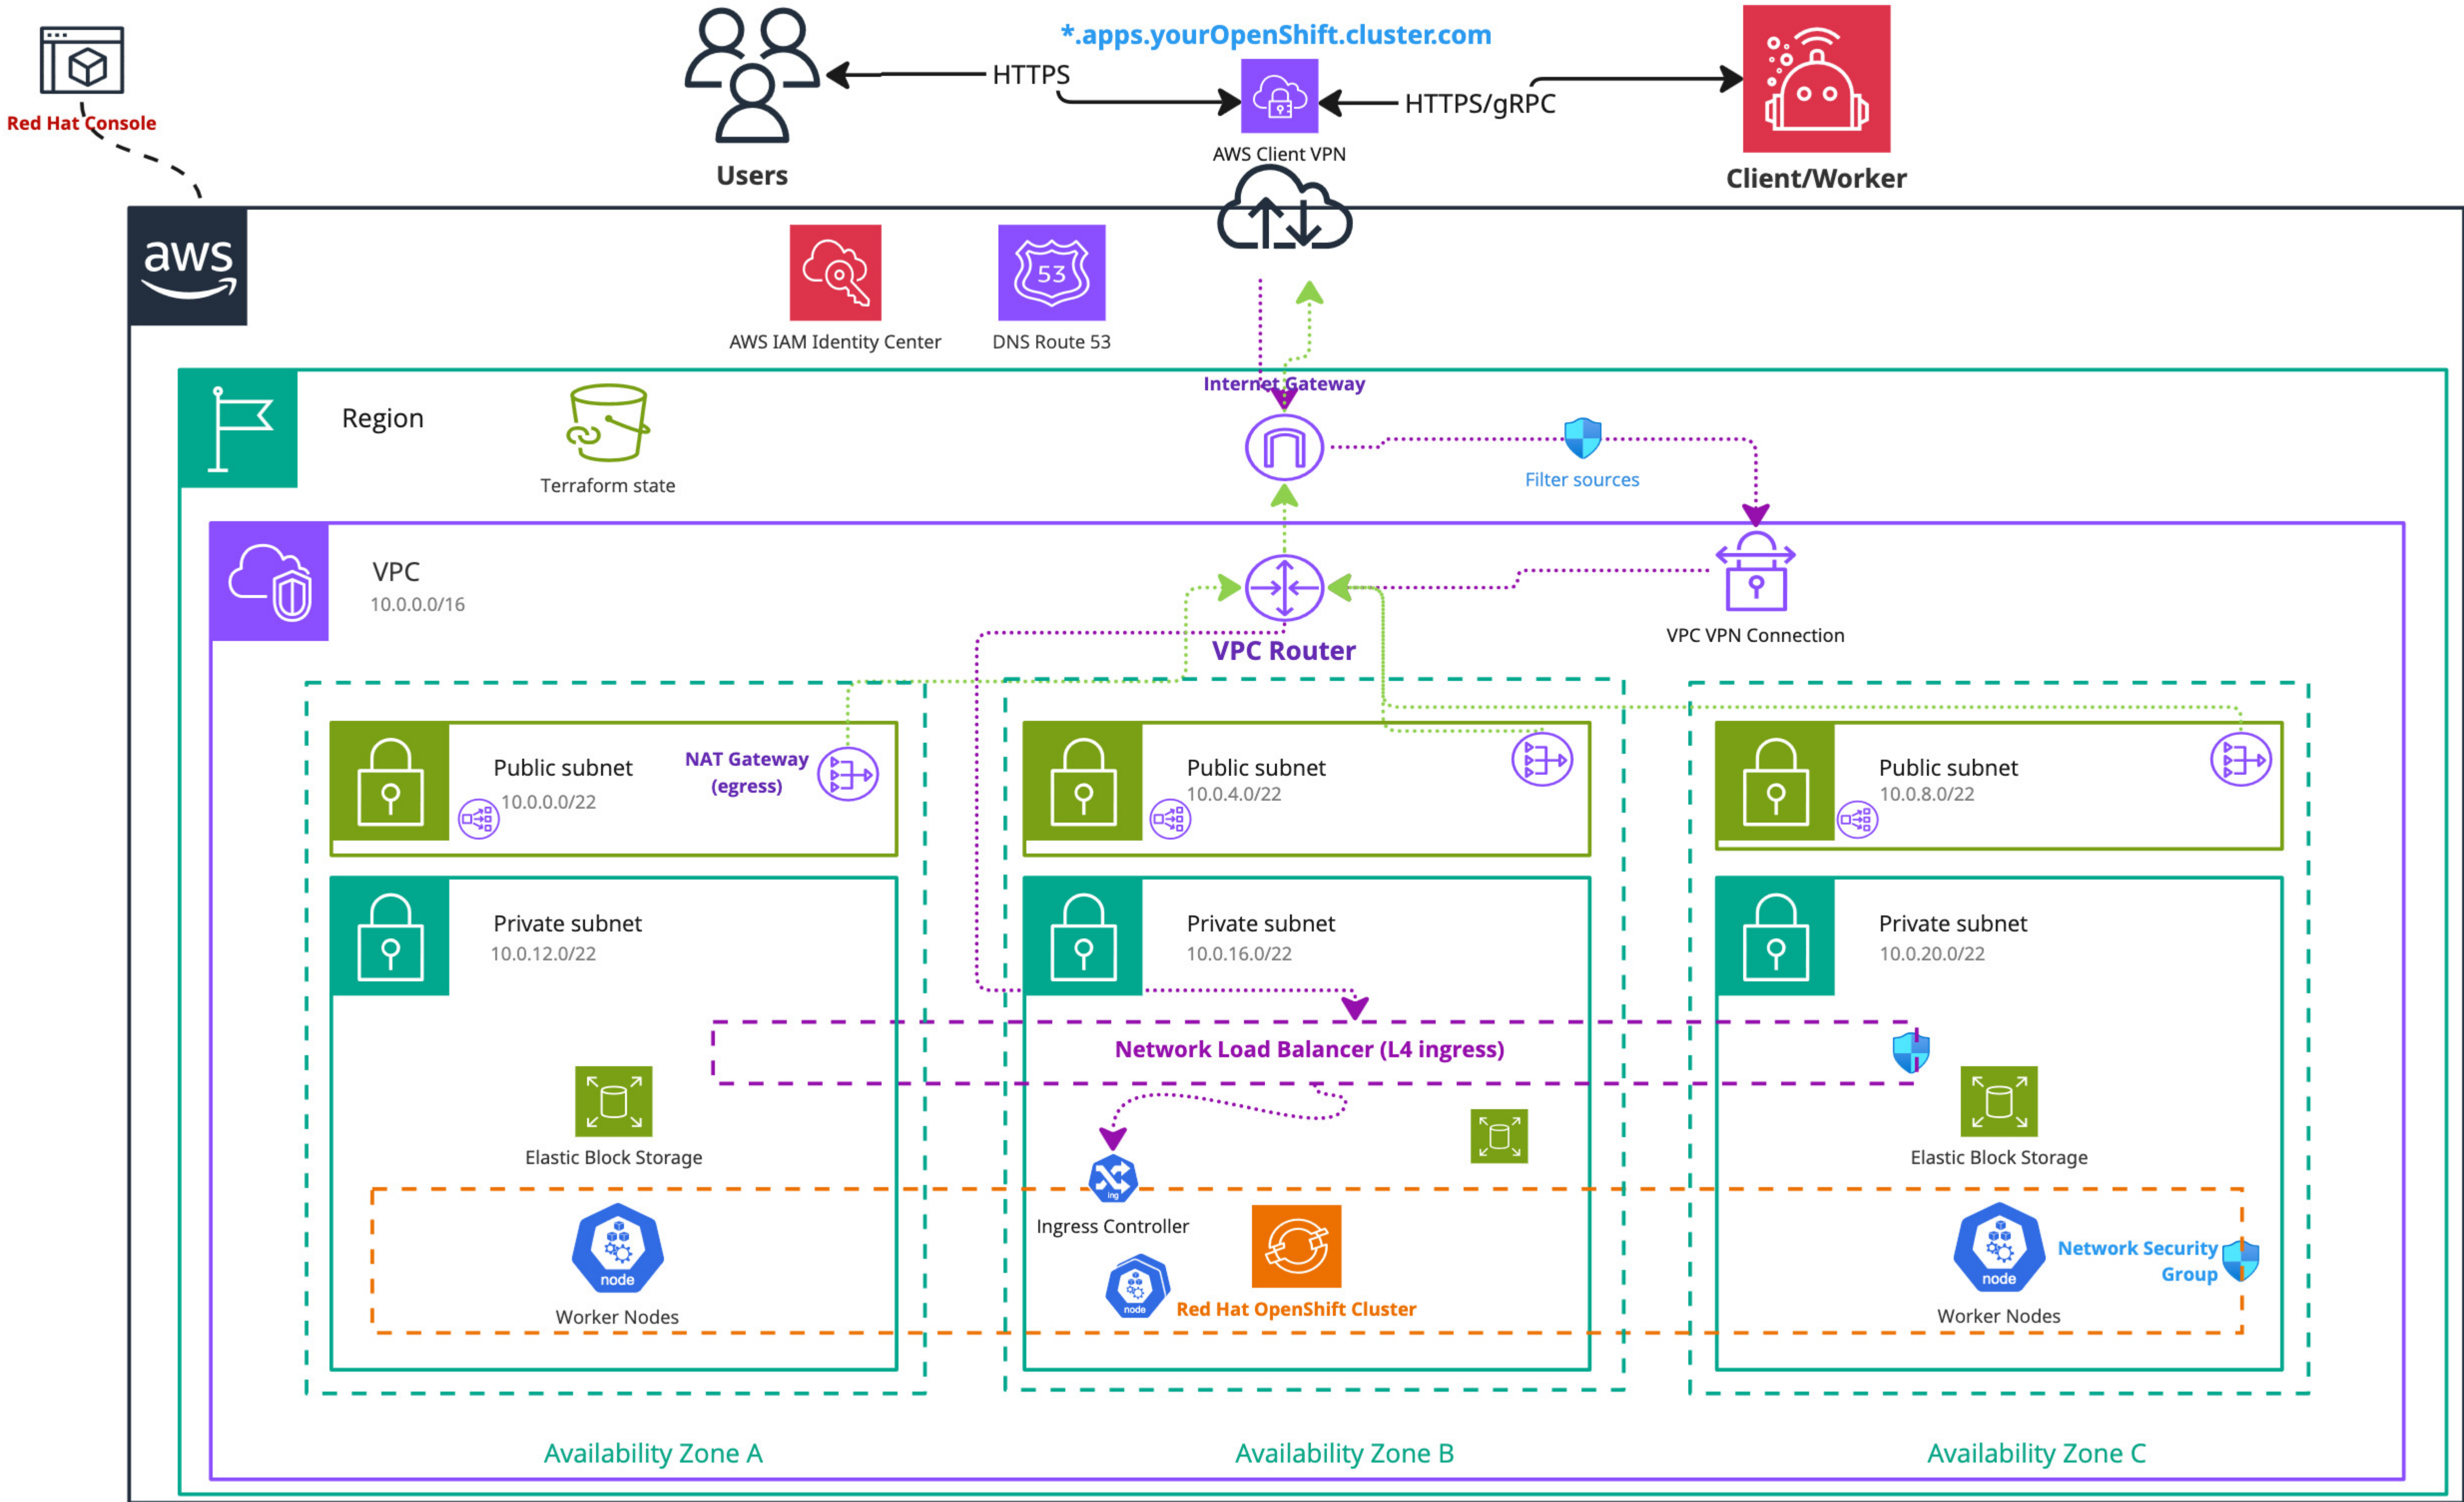 *.apps.yourOpenShift.cluster.com
HTTPS
HTTPS/gRPC
Red Hat Console
AWS Client VPN
Users
Client/Worker
aws
53
AWS IAM Identity Center
DNS Route 53
Internet Gateway
Region
Terraform state
Filter sources
VPC
10.0.0.0/16
VPC Router
VPC VPN Connection
Public subnet
10.0.0.0/22
NAT Gateway
(egress)
Public subnet
10.0.4.0/22
Public subnet
10.0.8.0/22
Private subnet
10.0.12.0/22
Private subnet
10.0.16.0/22
Private subnet
10.0.20.0/22
Network Load Balancer (L4 ingress)
Elastic Block Storage
Elastic Block Storage
ing
Ingress Controller
node
Worker Nodes
node
Red Hat OpenShift Cluster
node
Worker Nodes
Network Security
Group
Availability Zone A
Availability Zone B
Availability Zone C